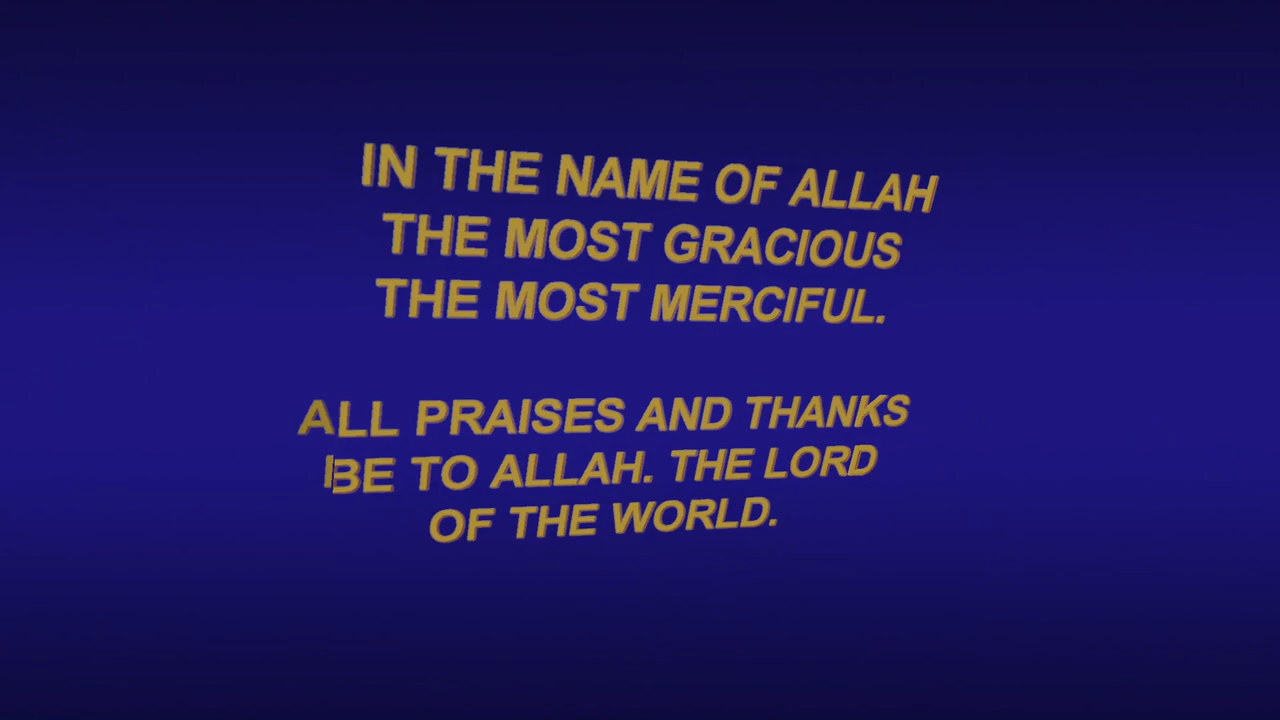 IN THE NAME OF ALLAH
THE MOST GRACIOUS
THE MOST MERCIFUL.
ALL PRAISES AND THANKS
BE TO ALLAH. THE LORD
OF THE WORLD.